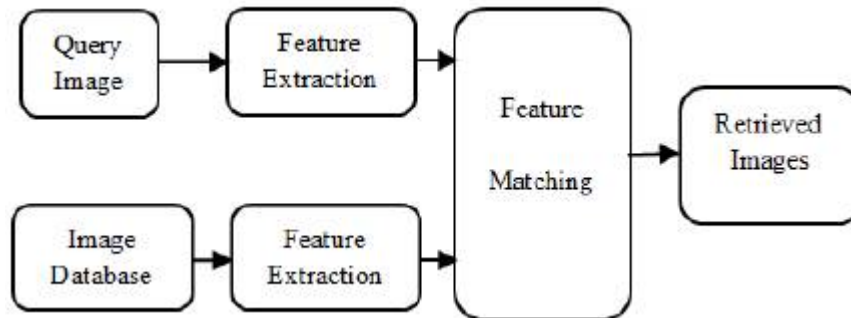 Query
Image
Feature
Extraction
Feature
Matching
Retrieved
Images
Image
Database
Feature
Extraction